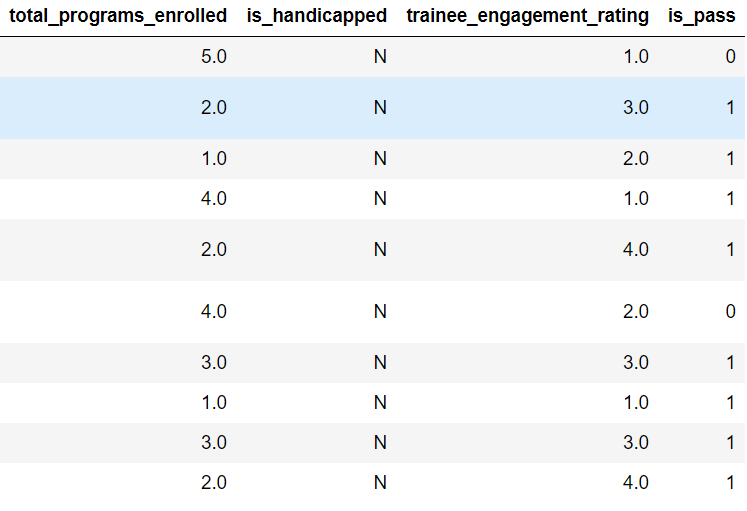 total_programs_enrolled is_handicapped trainee_engagement_rating is_pass
5.0 N 1.0 0
2.0 N 3.0 1
1.0 N 2.0 1
4.0 N 1.0 1
2.0 N 4.0 1
4.0 N 2.0 0
3.0 N 3.0 1
1.0 N 1.0 1
3.0 N 3.0 1
2.0 N 4.0 1